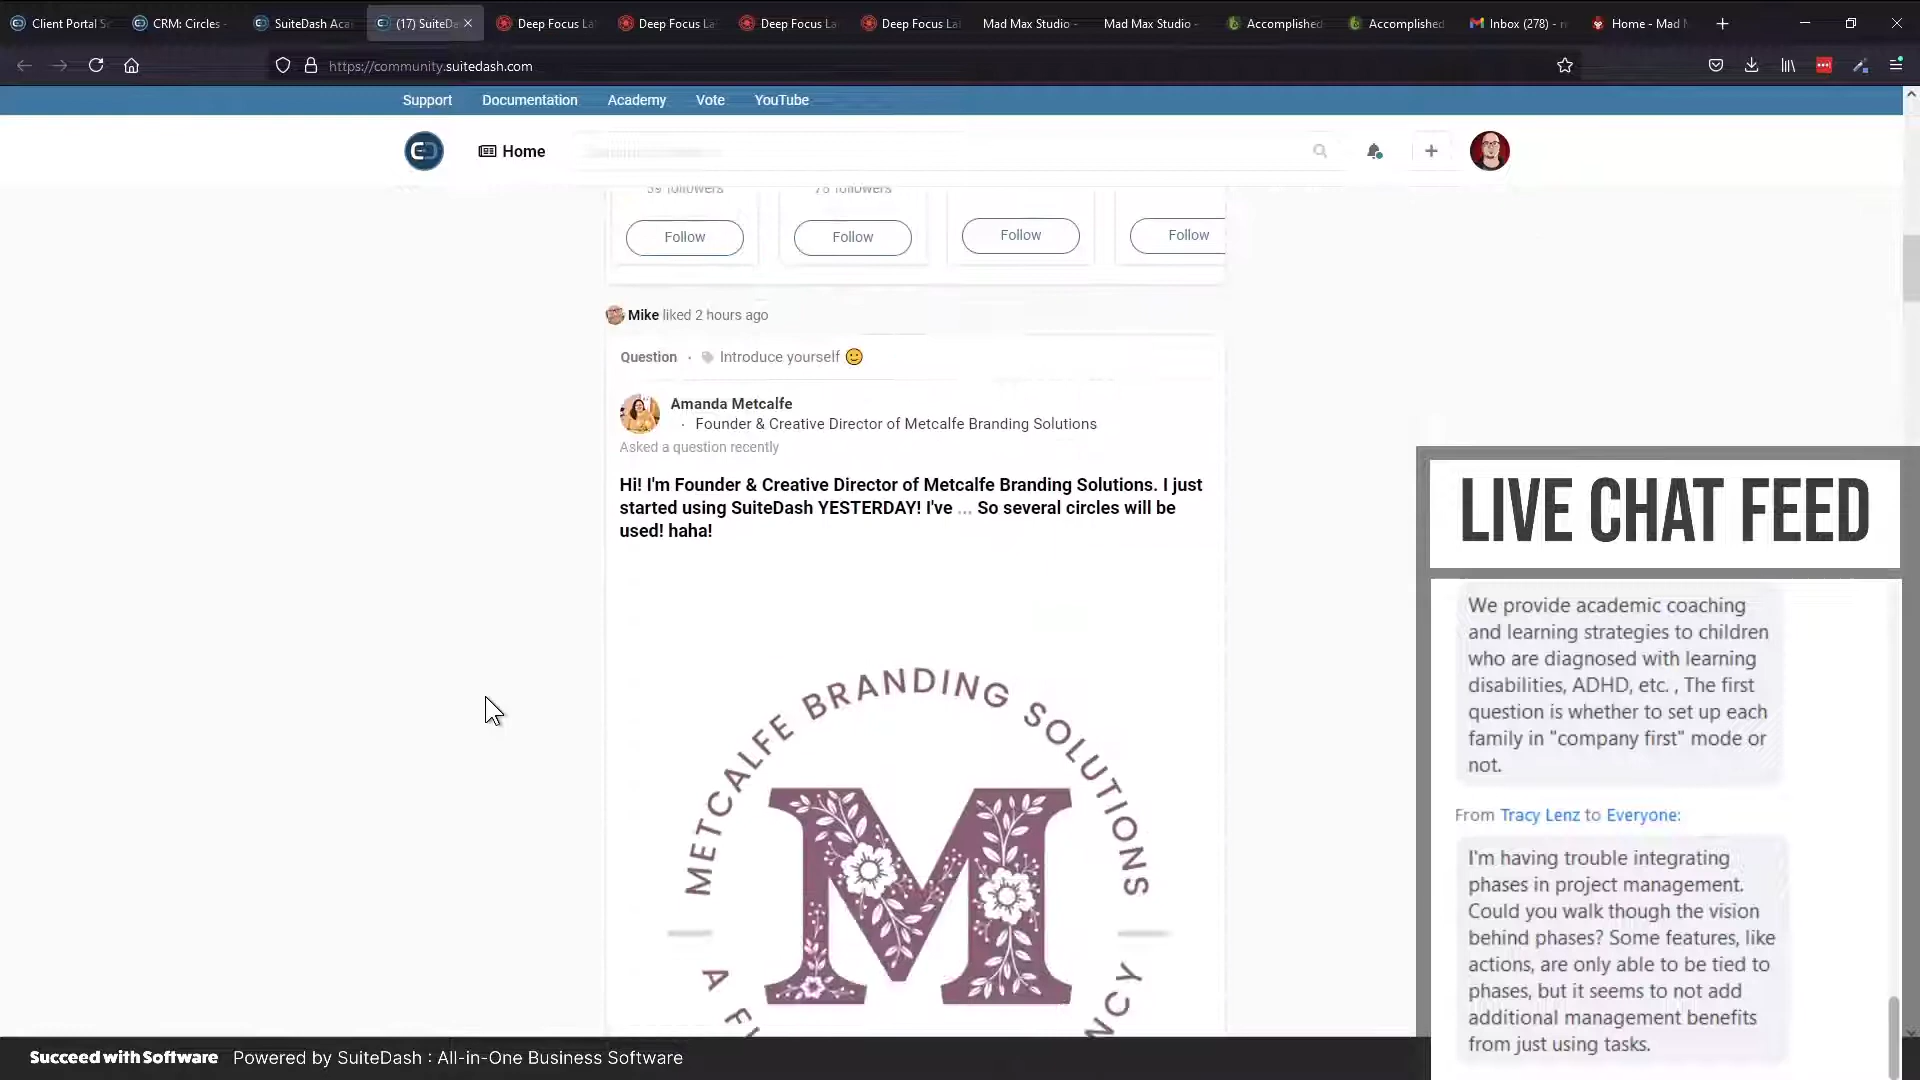 Client Portal S
CRM: Circles -
SuiteDash Aca
(17) SuiteDa
Deep Focus La
Deep Focus La
Deep Focus La
Deep Focus La
Mad Max Studio -
Mad Max Studio -
Accomplished
Accomplished
Inbox (278) -
Home - Mad M
https://community.suitedash.com
Support
Documentation
Academy
Vote
YouTube
Home
followers
followers
Follow
Follow
Follow
Follow
Mike liked 2 hours ago
Question · Introduce yourself
Amanda Metcalfe
· Founder & Creative Director of Metcalfe Branding Solutions
Asked a question recently
Hi! I'm Founder & Creative Director of Metcalfe Branding Solutions. I just
started using SuiteDash YESTERDAY! I've ... So several circles will be
used! haha!
METCALFE BRANDING SOLUTIONS
M
A
NCY
LIVE CHAT FEED
We provide academic coaching
and learning strategies to children
who are diagnosed with learning
disabilities, ADHD, etc. , The first
question is whether to set up each
family in "company first" mode or
not.
From Tracy Lenz to Everyone:
I'm having trouble integrating
phases in project management.
Could you walk though the vision
behind phases? Some features, like
actions, are only able to be tied to
phases, but it seems to not add
additional management benefits
from just using tasks.
Succeed with Software
Powered by SuiteDash : All-in-One Business Software